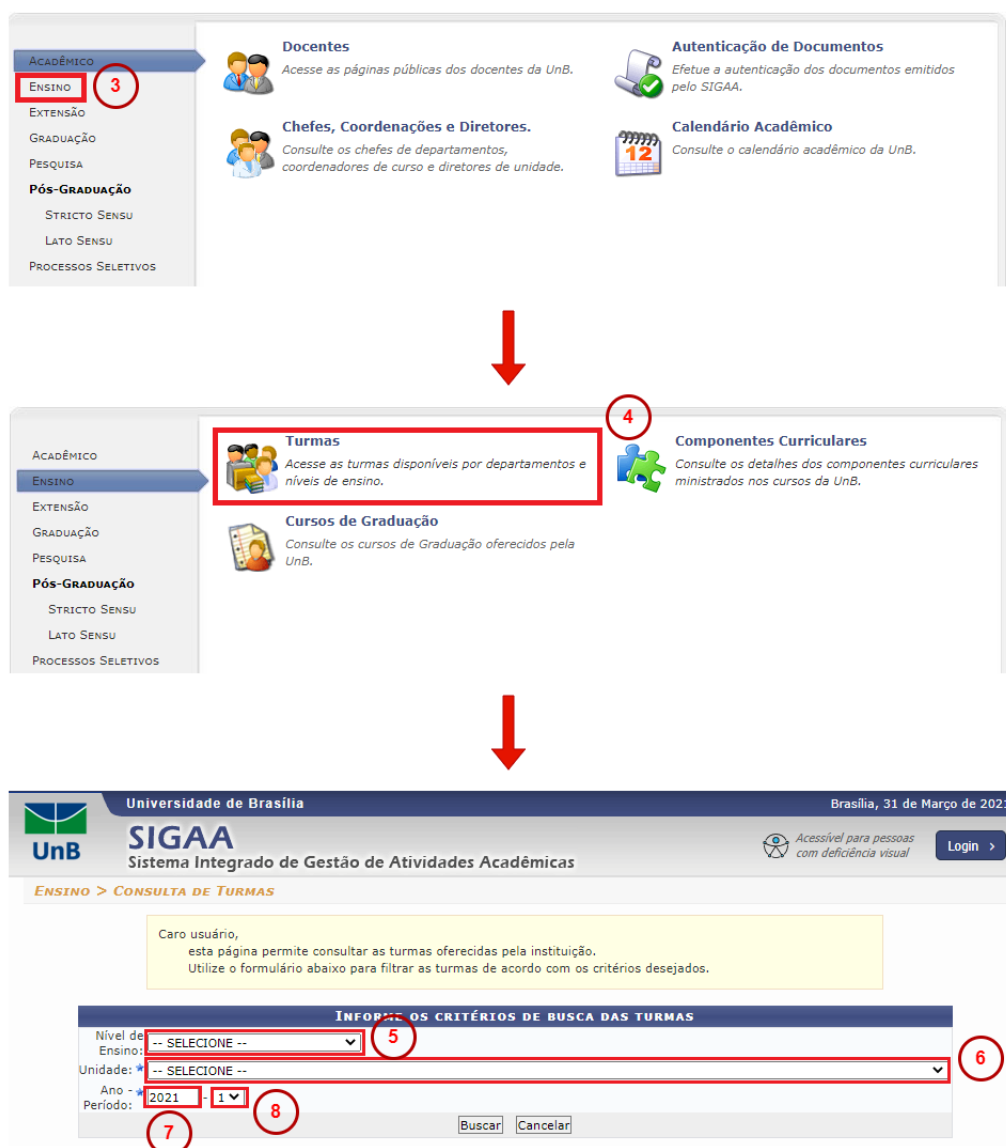 ACADÊMICO
ENSINO
3
EXTENSÃO
GRADUAÇÃO
PESQUISA
PÓS-GRADUAÇÃO
STRICTO SENSU
LATO SENSU
PROCESSOS SELETIVOS
Docentes
Acesse as páginas públicas dos docentes da UnB.
Autenticação de Documentos
Efetue a autenticação dos documentos emitidos
pelo SIGAA.
Chefes, Coordenações e Diretores.
Consulte os chefes de departamentos,
coordenadores de curso e diretores de unidade.
12
Calendário Acadêmico
Consulte o calendário acadêmico da UnB.
ACADÊMICO
ENSINO
EXTENSÃO
GRADUAÇÃO
PESQUISA
PÓS-GRADUAÇÃO
STRICTO SENSU
LATO SENSU
PROCESSOS SELETIVOS
4
Turmas
Acesse as turmas disponíveis por departamentos e
níveis de ensino.
Componentes Curriculares
Consulte os detalhes dos componentes curriculares
ministrados nos cursos da UnB.
Cursos de Graduação
Consulte os cursos de Graduação oferecidos pela
UnB.
Universidade de Brasília
Brasília, 31 de Março de 2021
UnB
SIGAA
Sistema Integrado de Gestão de Atividades Acadêmicas
Acessível para pessoas
com deficiência visual
Login >
ENSINO > CONSULTA DE TURMAS
Caro usuário,
esta página permite consultar as turmas oferecidas pela instituição.
Utilize o formulário abaixo para filtrar as turmas de acordo com os critérios desejados.
INFORME OS CRITÉRIOS DE BUSCA DAS TURMAS
Nível de
Ensino:
-- SELECIONE --
5
Unidade:
-- SELECIONE --
6
Ano -
Período:
2021 - 1
7
8
Buscar Cancelar